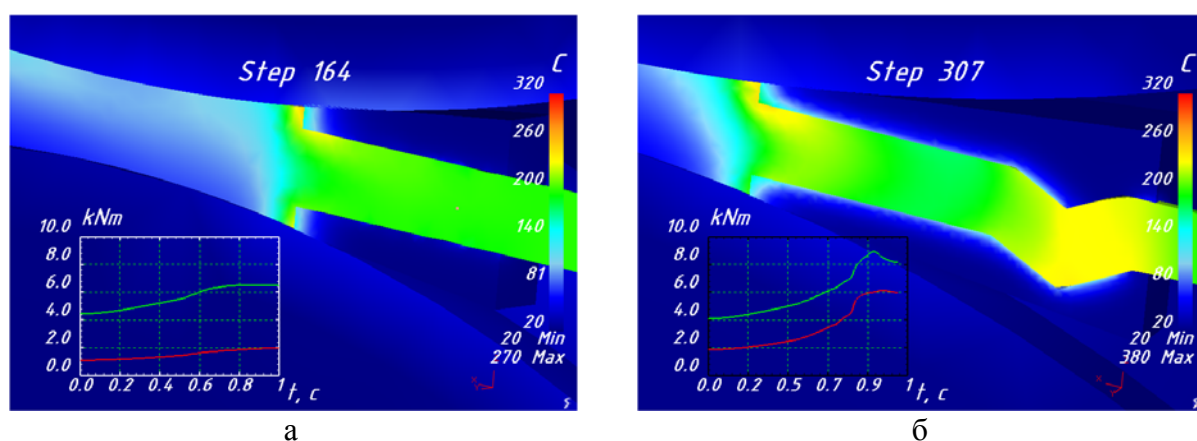 Step 164
C
320
260
200
140
81
20
20 Min
270 Max
kNm
10.0
8.0
6.0
4.0
2.0
0.0
0.0 0.2 0.4 0.6 0.8 1
t, c
а
Step 307
C
320
260
200
140
80
20
20 Min
380 Max
kNm
10.0
8.0
6.0
4.0
2.0
0.0
0.0 0.2 0.5 0.7 0.9 1
t, c
б